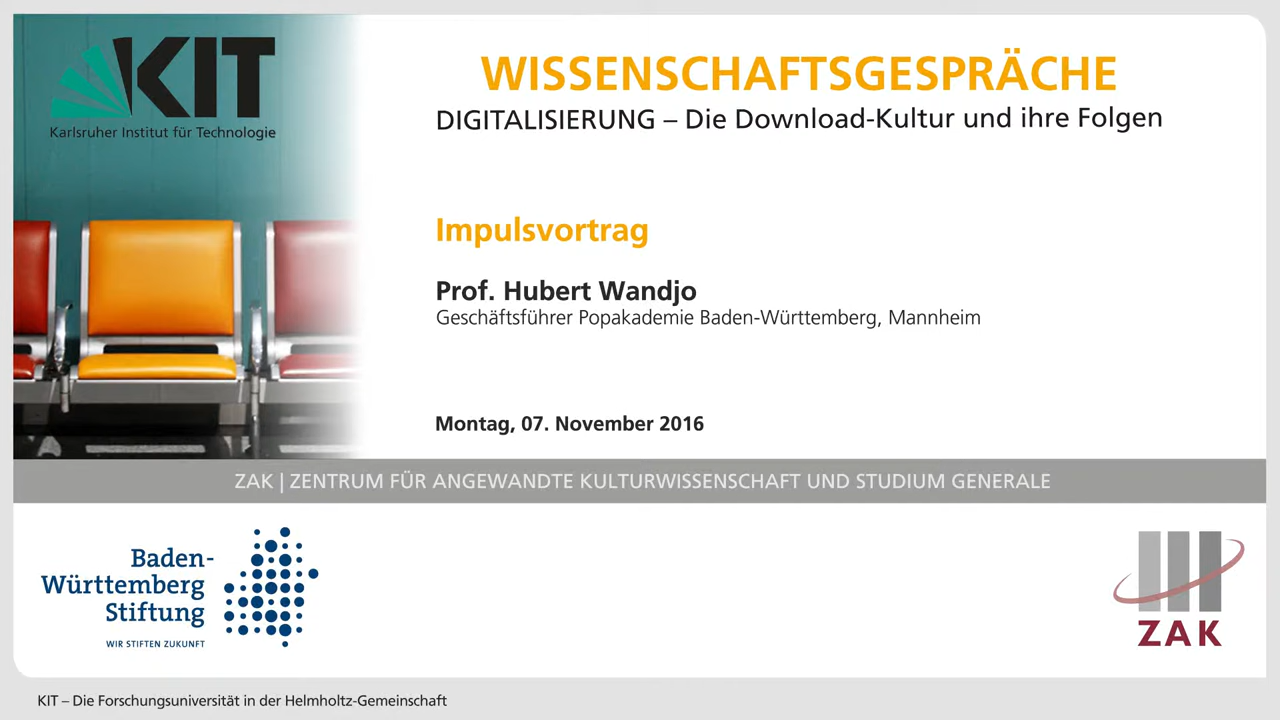 KIT
Karlsruher Institut für Technologie
WISSENSCHAFTSGESPRÄCHE
DIGITALISIERUNG – Die Download-Kultur und ihre Folgen
Impulsvortrag
Prof. Hubert Wandjo
Geschäftsführer Popakademie Baden-Württemberg, Mannheim
Montag, 07. November 2016
ZAK | ZENTRUM FÜR ANGEWANDTE KULTURWISSENSCHAFT UND STUDIUM GENERALE
Baden-
Württemberg
Stiftung
WIR STIFTEN ZUKUNFT
ZAK
KIT – Die Forschungsuniversität in der Helmholtz-Gemeinschaft